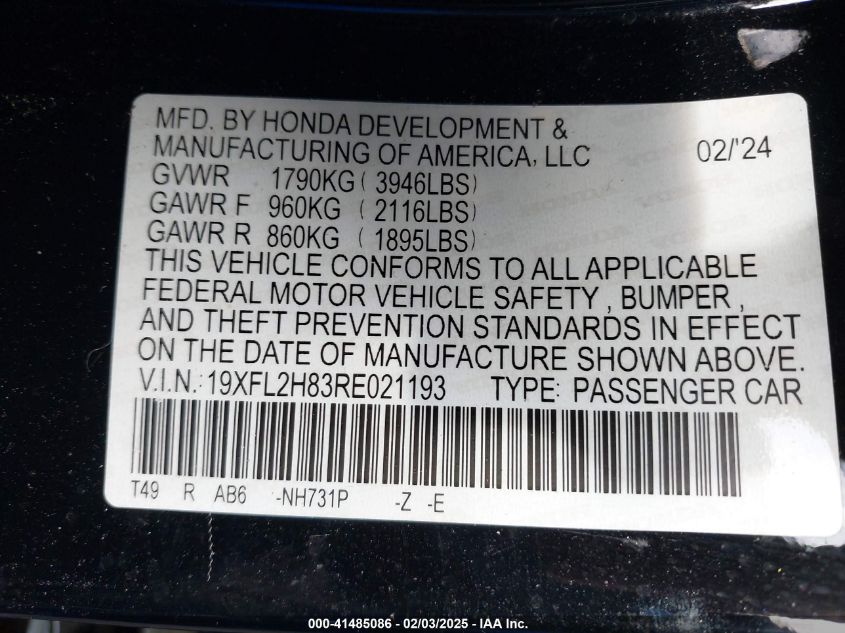 MFD. BY HONDA DEVELOPMENT &
MANUFACTURING OF AMERICA, LLC 02/'24
GVWR 1790KG ( 3946LBS)
GAWR F 960KG ( 2116LBS)
GAWR R 860KG ( 1895LBS)
THIS VEHICLE CONFORMS TO ALL APPLICABLE
FEDERAL MOTOR VEHICLE SAFETY , BUMPER ,
AND THEFT PREVENTION STANDARDS IN EFFECT
ON THE DATE OF MANUFACTURE SHOWN ABOVE.
V.I.N.: 19XFL2H83RE021193 TYPE: PASSENGER CAR
T49 R AB6 -NH731P -Z -E
000-41485086 - 02/03/2025 - IAA Inc.